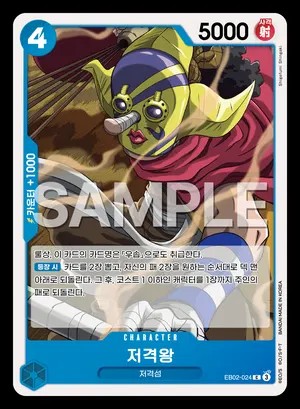 4
5000
사격
射
카운터 +1000
SAMPLE
룰상, 이 카드의 카드명은 「우솝」으로도 취급한다.
등장 시 카드를 2장 뽑고, 자신의 패 2장을 원하는 순서대로 덱 맨
아래로 되돌린다. 그 후, 코스트 1 이하인 캐릭터를 1장까지 주인의
패로 되돌린다.
CHARACTER
저격왕
저격섬
EB02-024